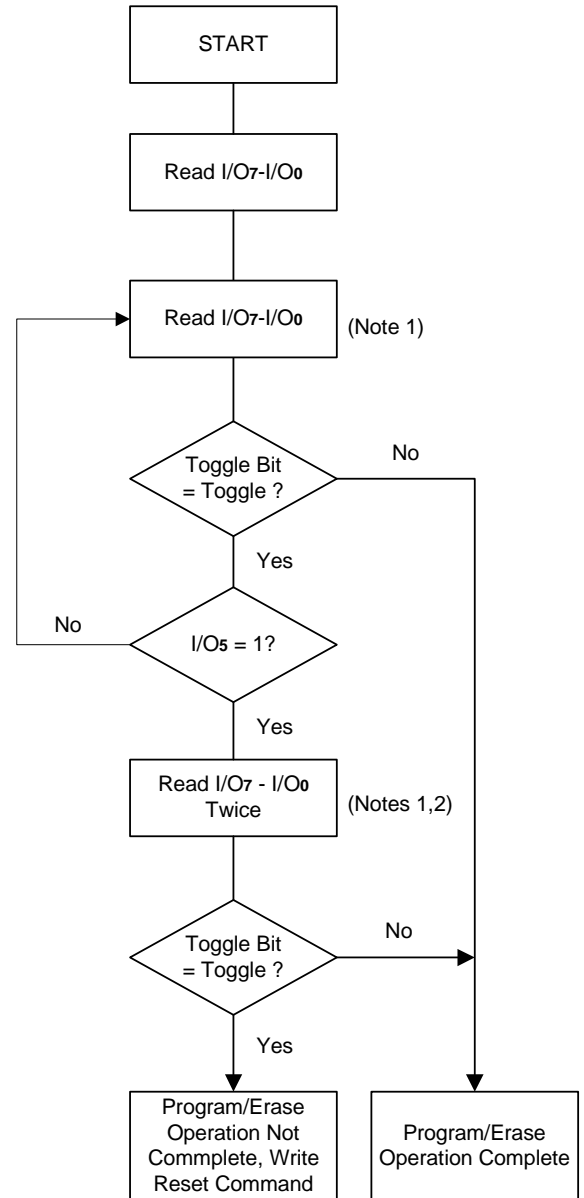 START
Read I/O7-I/O0
Read I/O7-I/O0
(Note 1)
Toggle Bit
= Toggle ?
No
Yes
I/O5 = 1?
No
Yes
Read I/O7 - I/O0
Twice
(Notes 1,2)
Toggle Bit
= Toggle ?
No
Yes
Program/Erase
Operation Not
Commplete, Write
Reset Command
Program/Erase
Operation Complete